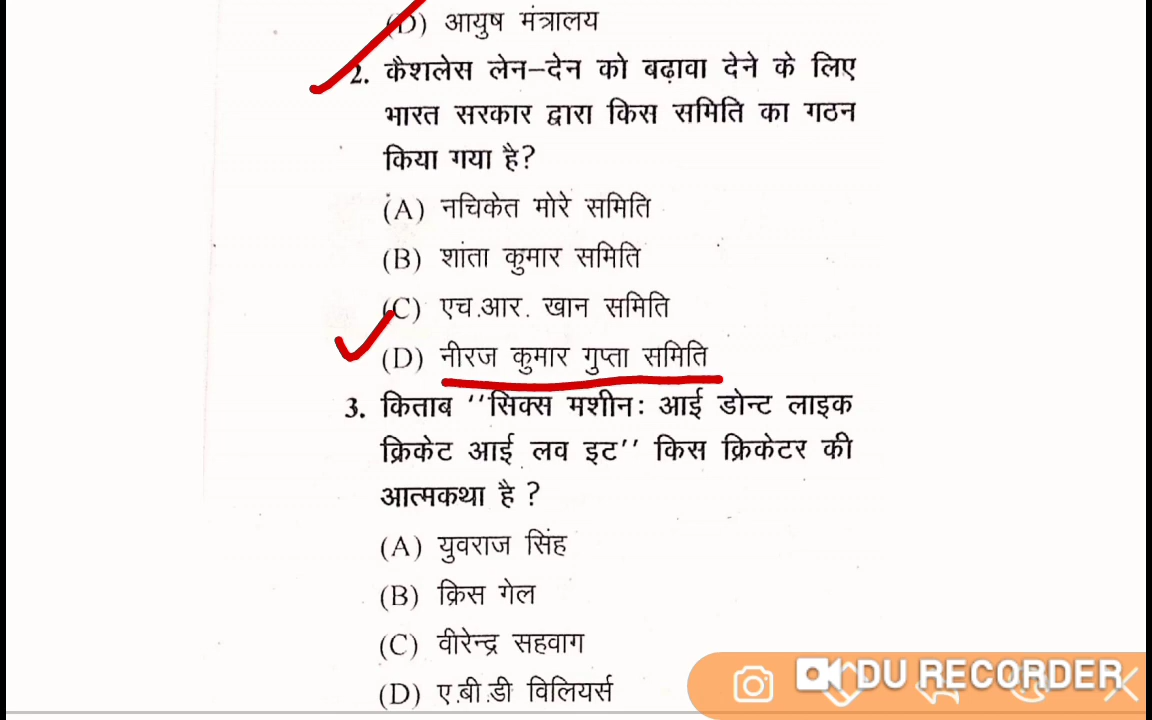 (D) आयुष मंत्रालय
2. कैशलेस लेन-देन को बढ़ावा देने के लिए
भारत सरकार द्वारा किस समिति का गठन
किया गया है?
(A) नचिकेत मोरे समिति
(B) शांता कुमार समिति
(C) एच.आर. खान समिति
(D) नीरज कुमार गुप्ता समिति
3. किताब ‘‘सिक्स मशीनः आई डोन्ट लाइक
क्रिकेट आई लव इट’’ किस क्रिकेटर की
आत्मकथा है ?
(A) युवराज सिंह
(B) क्रिस गेल
(C) वीरेन्द्र सहवाग
(D) ए.बी.डी विलियर्स
DU RECORDER